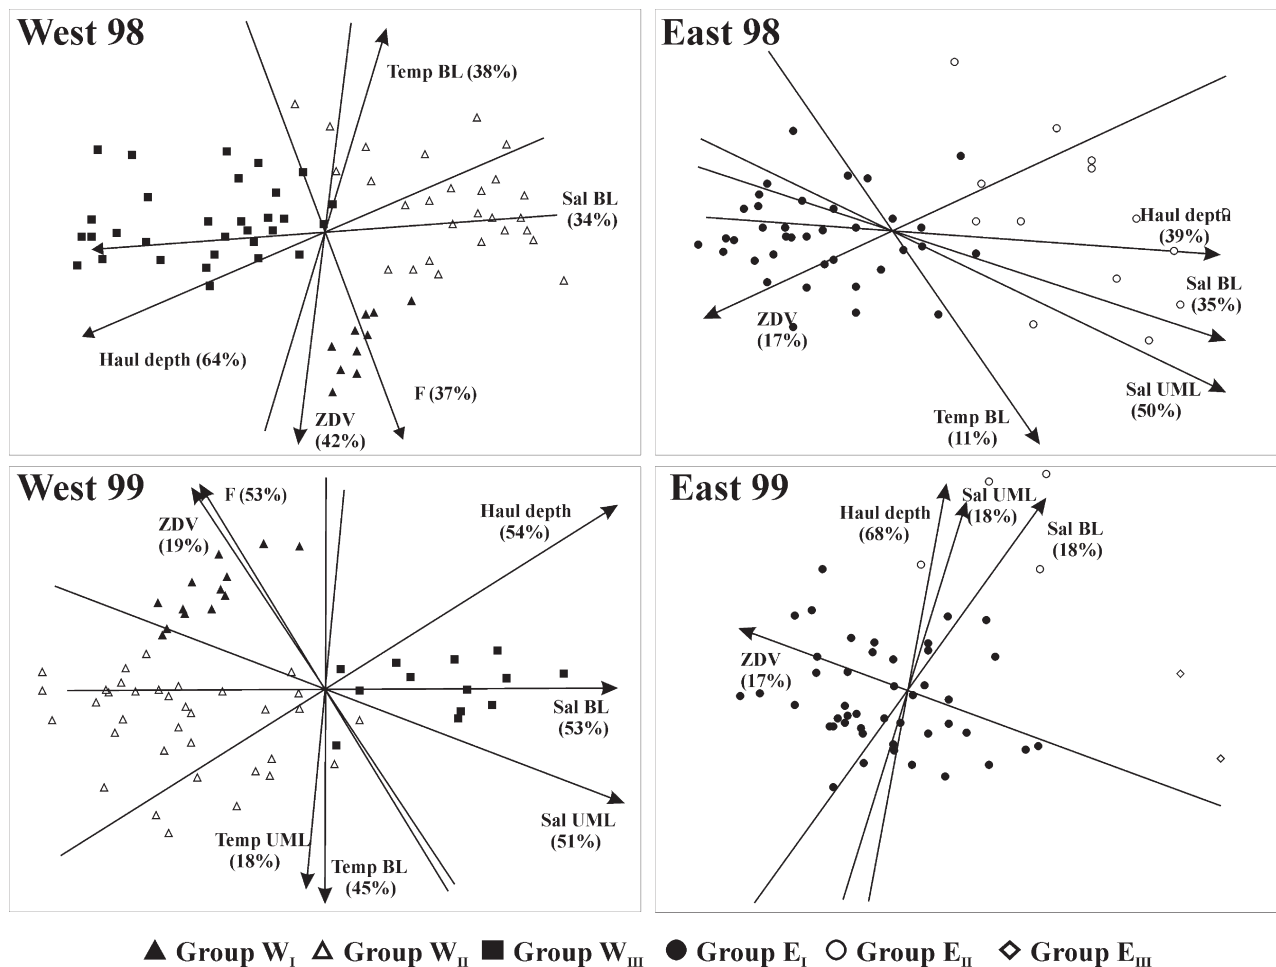 West 98
Temp BL (38%)
Sal BL
(34%)
Haul depth (64%)
F (37%)
ZDV
(42%)
East 98
Haul depth
(39%)
Sal BL
(35%)
ZDV
(17%)
Sal UML
(50%)
Temp BL
(11%)
West 99
F (53%)
ZDV
(19%)
Haul depth
(54%)
Sal BL
(53%)
Sal UML
(51%)
Temp UML
(18%)
Temp BL
(45%)
East 99
Haul depth
(68%)
Sal UML
(18%)
Sal BL
(18%)
ZDV
(17%)
Group WI Group WII Group WIII Group EI Group EII Group EIII